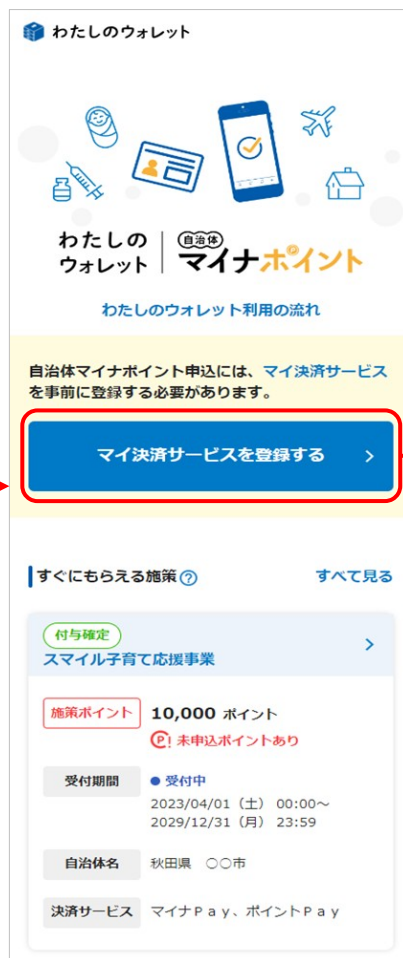 わたしのウォレット
わたしの
ウォレット
自治体
マイナポイント
わたしのウォレット利用の流れ
自治体マイナポイント申込には、マイ決済サービス
を事前に登録する必要があります。
マイ決済サービスを登録する
すぐにもらえる施策 ? すべて見る
付与確定
スマイル子育て応援事業
施策ポイント 10,000 ポイント
P! 未申込ポイントあり
受付期間 ● 受付中
2023/04/01（土） 00:00～
2029/12/31（月） 23:59
自治体名 秋田県 〇〇市
決済サービス マイナPay、ポイントPay